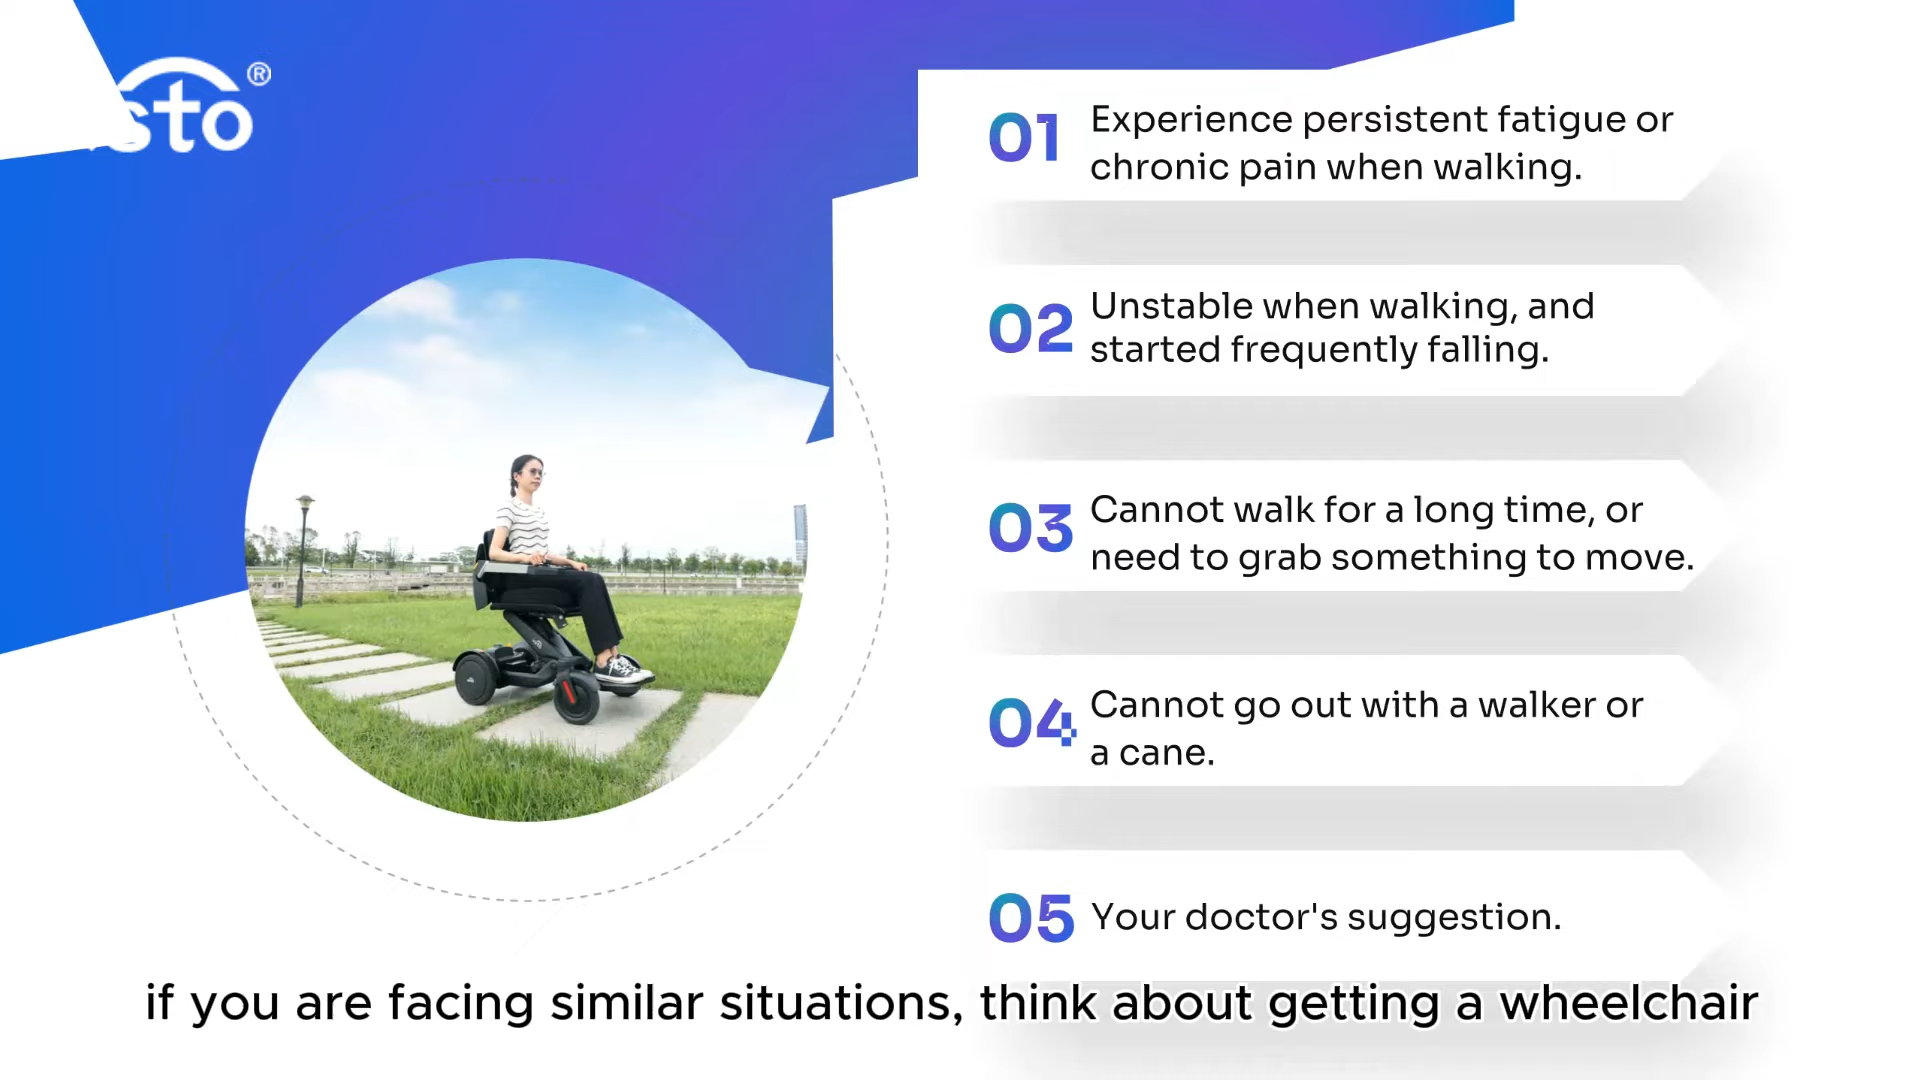 sto®
01
Experience persistent fatigue or
chronic pain when walking.
02
Unstable when walking, and
started frequently falling.
03
Cannot walk for a long time, or
need to grab something to move.
04
Cannot go out with a walker or
a cane.
05
Your doctor's suggestion.
if you are facing similar situations, think about getting a wheelchair